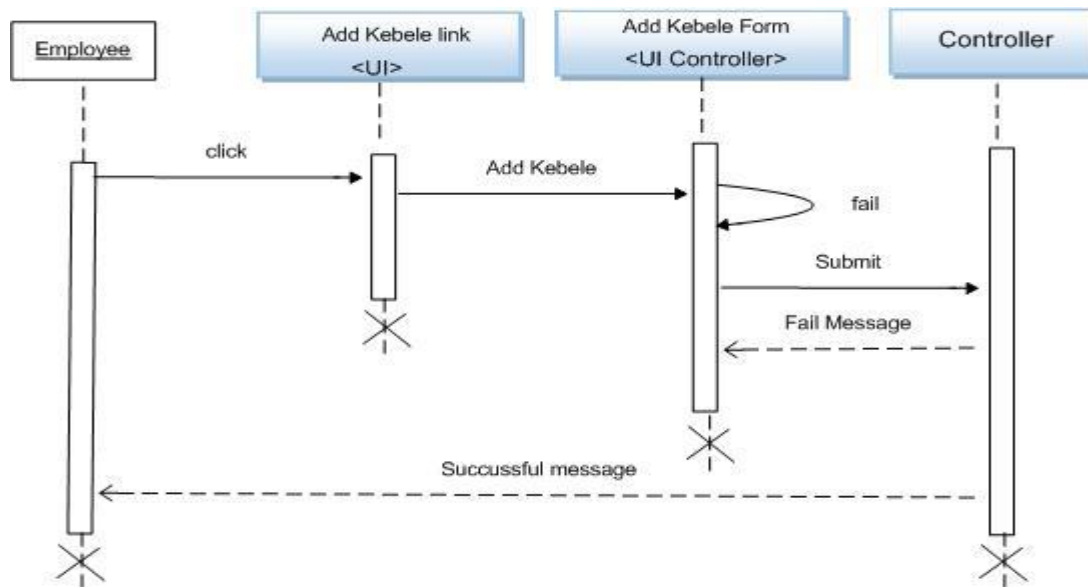 Employee
Add Kebele link
<UI>
Add Kebele Form
<UI Controller>
Controller
click
Add Kebele
fail
Submit
Fail Message
Succussful message